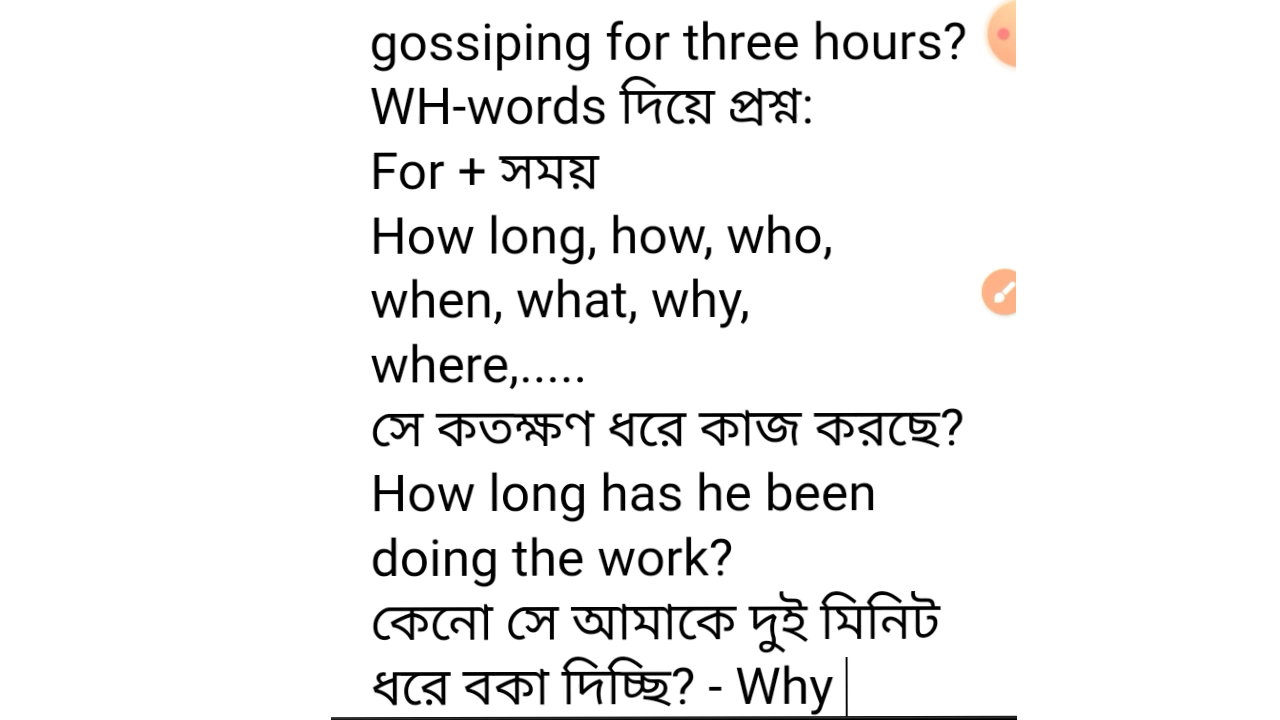 gossiping for three hours?
WH-words দিয়ে প্রশ্ন:
For + সময়
How long, how, who,
when, what, why,
where,.....
সে কতক্ষণ ধরে কাজ করছে?
How long has he been
doing the work?
কেনো সে আমাকে দুই মিনিট
ধরে বকা দিচ্ছি? - Why